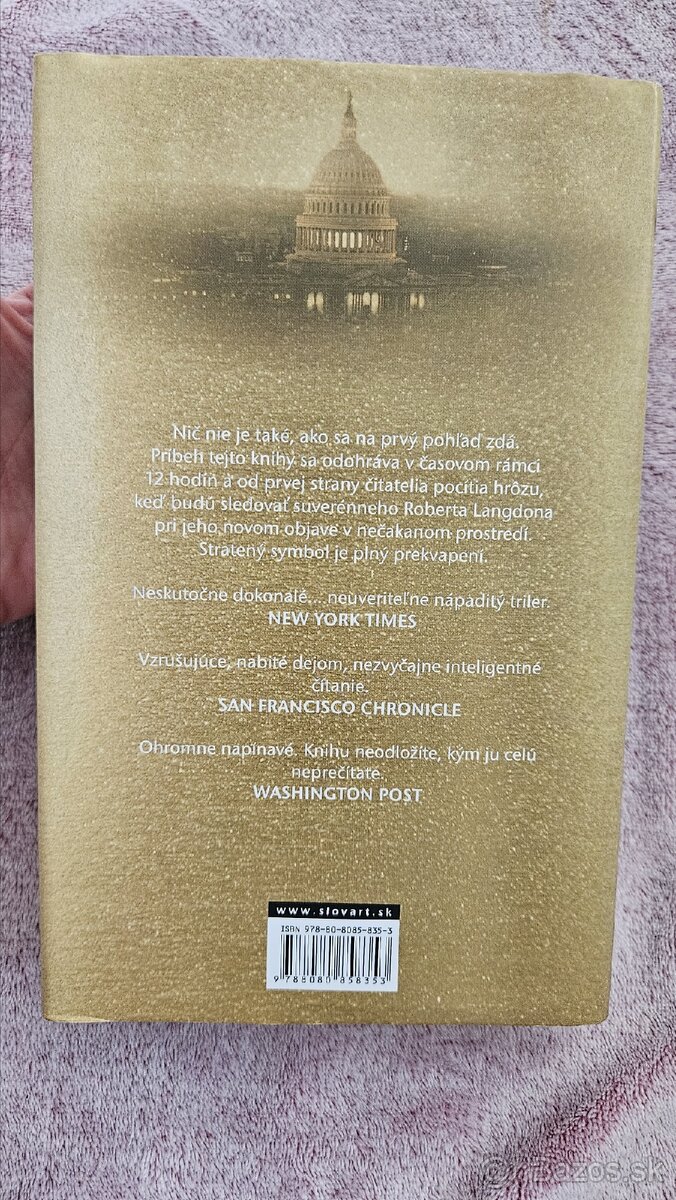 Nič nie je také, ako sa na prvý pohľad zdá.
Príbeh tejto knihy sa odohráva v časovom rámci
12 hodín a od prvej strany čitatelia pocítia hrôzu,
keď budú sledovať suverénneho Roberta Langdona
pri jeho novom objave v nečakanom prostredí.
Stratený symbol je plný prekvapení.
Neskutočne dokonalé... neuveriteľne nápaditý triler.
NEW YORK TIMES
Vzrušujúce, nabité dejom, nezvyčajne inteligentné
čítanie.
SAN FRANCISCO CHRONICLE
Ohromne napínavé. Knihu neodložíte, kým ju celú
neprečítate.
WASHINGTON POST
www.slovart.sk
ISBN 978-80-8085-835-3
9 788080 858353
Bazos.sk